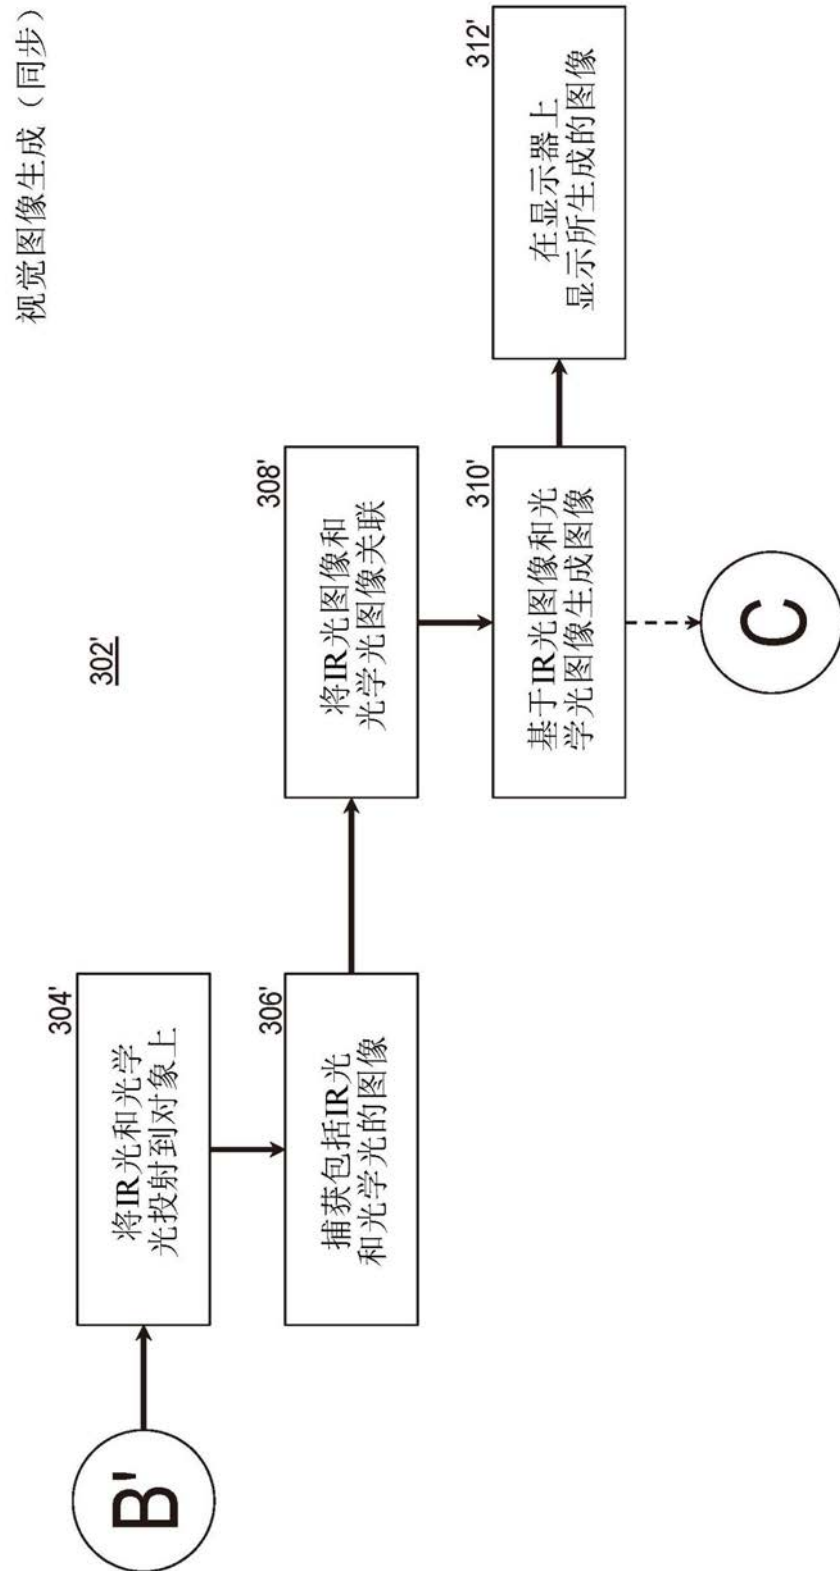 视觉图像生成（同步）
302'
B'
304'
将IR光和光学
光投射到对象上
306'
捕获包括IR光
和光学光的图像
308'
将IR光图像和
光学光图像关联
310'
基于IR光图像和光
学光图像生成图像
312'
在显示器上
显示所生成的图像
C